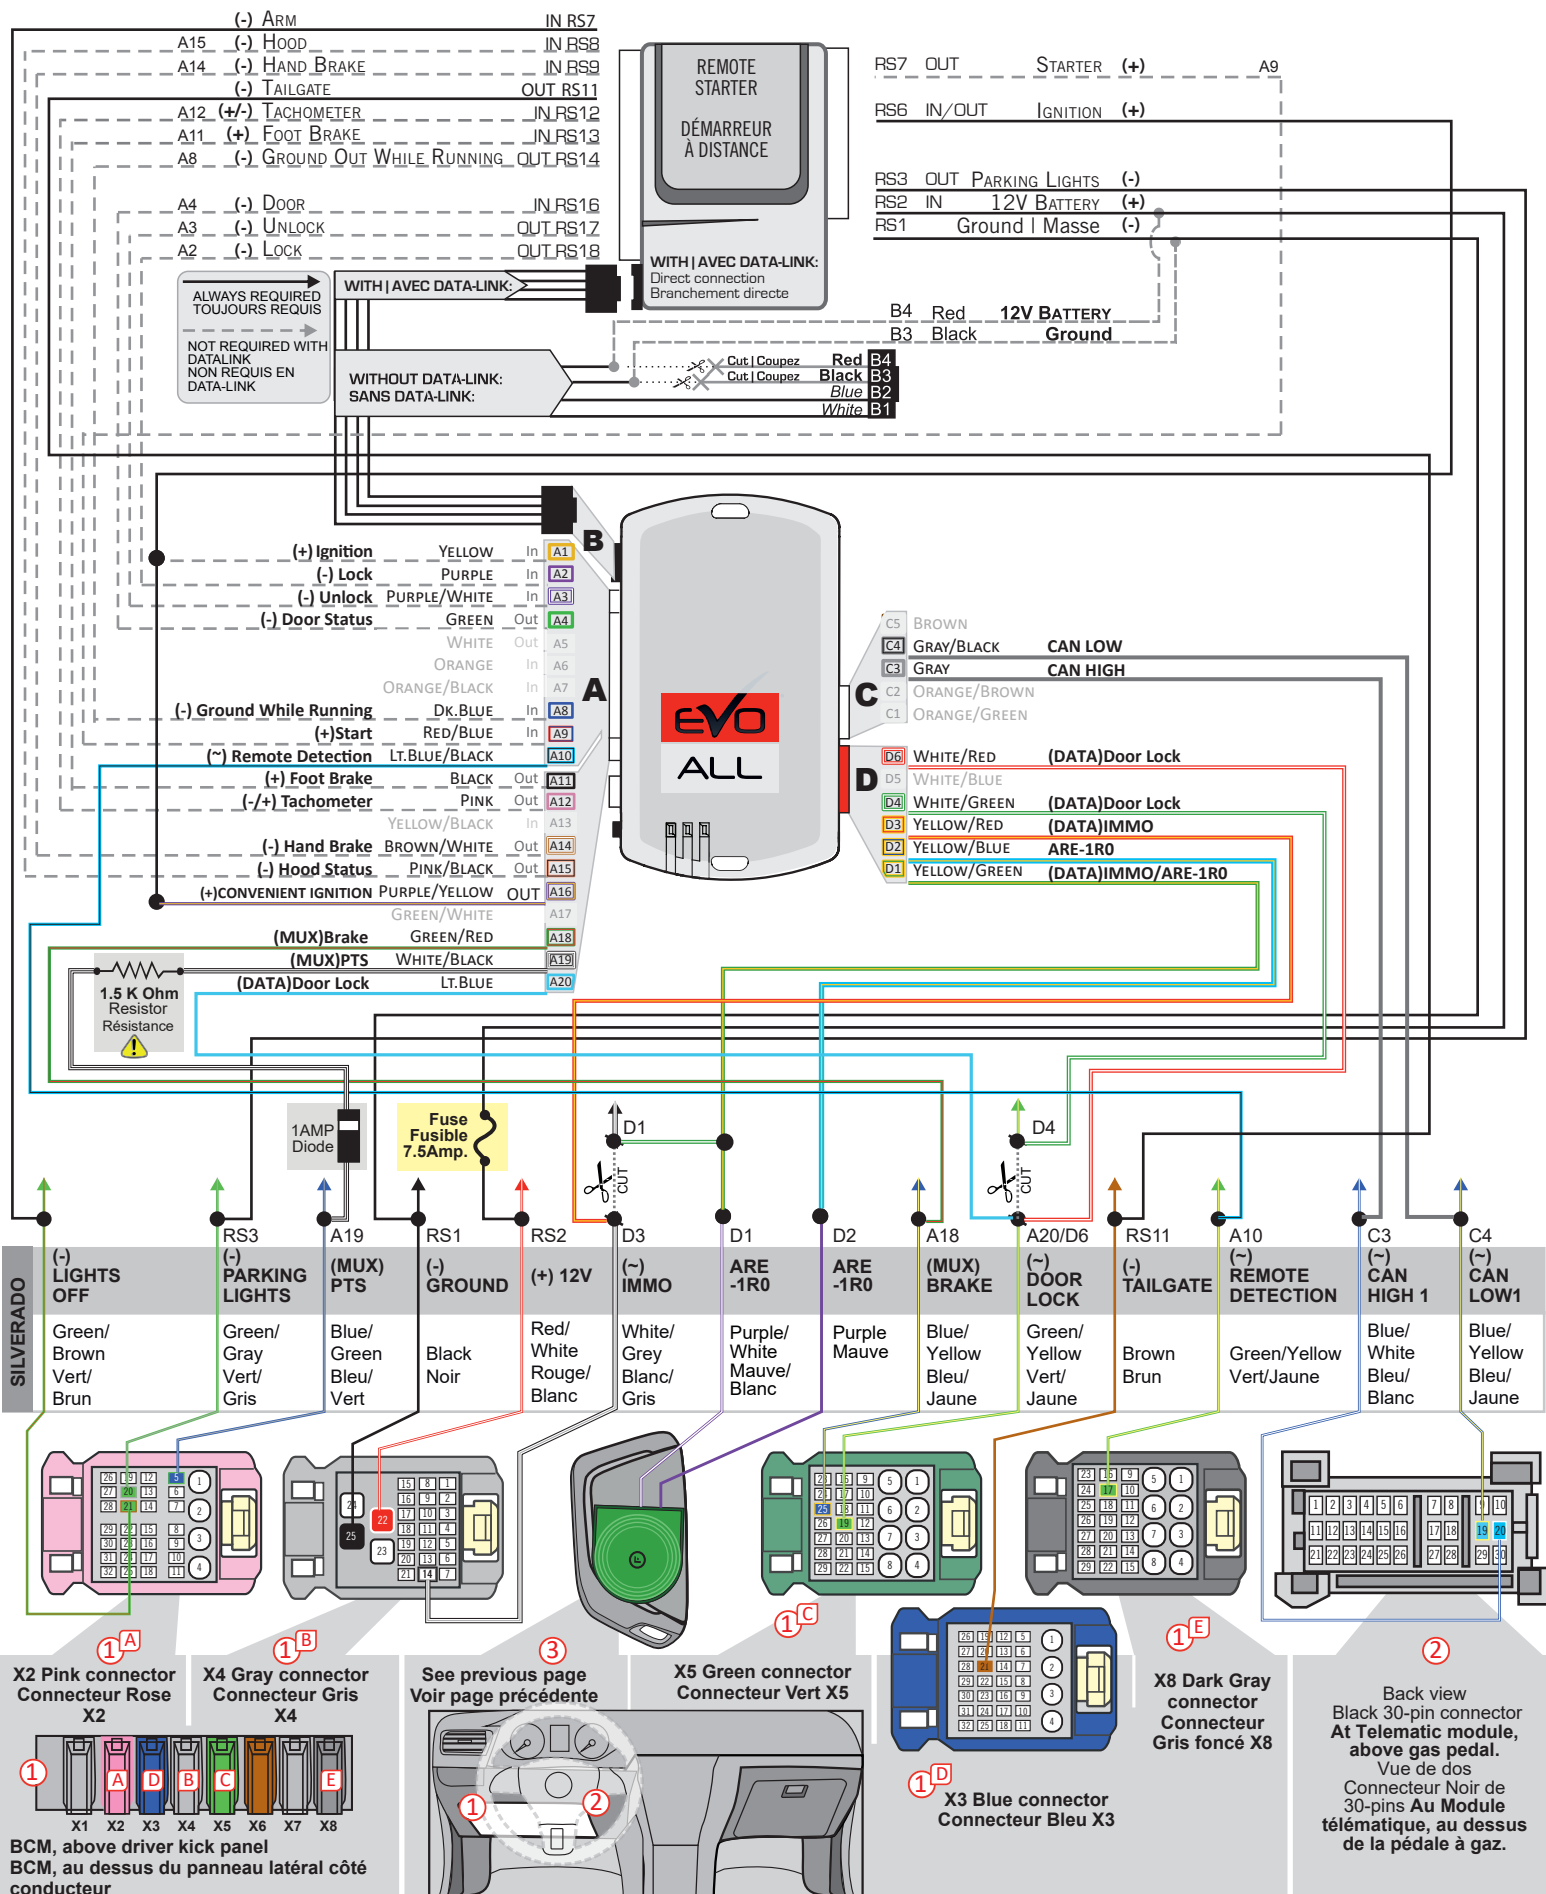 (-) ARM IN RS7
A15 (-) HOOD IN RS8
A14 (-) HAND BRAKE IN RS9
(-) TAILGATE OUT RS11
A12 (+/-) TACHOMETER IN RS12
A11 (+) FOOT BRAKE IN RS13
A8 (-) GROUND OUT WHILE RUNNING OUT RS14
A4 (-) DOOR IN RS16
A3 (-) UNLOCK OUT RS17
A2 (-) LOCK OUT RS18
REMOTE
STARTER
DÉMARREUR
À DISTANCE
WITH | AVEC DATA-LINK:
Direct connection
Branchement directe
RS7 OUT STARTER (+) A9
RS6 IN/OUT IGNITION (+)
RS3 OUT PARKING LIGHTS (-)
RS2 IN 12V BATTERY (+)
RS1 Ground | Masse (-)
ALWAYS REQUIRED
TOUJOURS REQUIS
NOT REQUIRED WITH
DATALINK
NON REQUIS EN
DATA-LINK
WITH | AVEC DATA-LINK:
WITHOUT DATA-LINK:
SANS DATA-LINK:
B4 Red 12V BATTERY
B3 Black Ground
Cut | Coupez Red B4
Cut | Coupez Black B3
Blue B2
White B1
B
(+) Ignition YELLOW In A1
(-) Lock PURPLE In A2
(-) Unlock PURPLE/WHITE In A3
(-) Door Status GREEN Out A4
WHITE Out A5
ORANGE In A6
ORANGE/BLACK In A7
A
(-) Ground While Running DK.BLUE In A8
(+)Start RED/BLUE In A9
(~) Remote Detection LT.BLUE/BLACK A10
(+) Foot Brake BLACK Out A11
(-/+) Tachometer PINK Out A12
YELLOW/BLACK In A13
(-) Hand Brake BROWN/WHITE Out A14
(-) Hood Status PINK/BLACK Out A15
(+)CONVENIENT IGNITION PURPLE/YELLOW OUT A16
GREEN/WHITE A17
(MUX)Brake GREEN/RED A18
(MUX)PTS WHITE/BLACK A19
(DATA)Door Lock LT.BLUE A20
EVO
ALL
C
C5 BROWN
C4 GRAY/BLACK CAN LOW
C3 GRAY CAN HIGH
C2 ORANGE/BROWN
C1 ORANGE/GREEN
D
D6 WHITE/RED (DATA)Door Lock
D5 WHITE/BLUE
D4 WHITE/GREEN (DATA)Door Lock
D3 YELLOW/RED (DATA)IMMO
D2 YELLOW/BLUE ARE-1R0
D1 YELLOW/GREEN (DATA)IMMO/ARE-1R0
1.5 K Ohm
Resistor
Résistance
1AMP
Diode
Fuse
Fusible
7.5Amp.
D1
CUT
D4
CUT
RS3 A19 RS1 RS2 D3 D1 D2 A18 A20/D6 RS11 A10 C3 C4
SILVERADO
(-)
LIGHTS
OFF
Green/
Brown
Vert/
Brun
(-)
PARKING
LIGHTS
Green/
Gray
Vert/
Gris
(MUX)
PTS
Blue/
Green
Bleu/
Vert
(-)
GROUND
Black
Noir
(+) 12V
Red/
White
Rouge/
Blanc
(~)
IMMO
White/
Grey
Blanc/
Gris
ARE
-1R0
Purple/
White
Mauve/
Blanc
ARE
-1R0
Purple
Mauve
(MUX)
BRAKE
Blue/
Yellow
Bleu/
Jaune
(~)
DOOR
LOCK
Green/
Yellow
Vert/
Jaune
(-)
TAILGATE
Brown
Brun
(~)
REMOTE
DETECTION
Green/Yellow
Vert/Jaune
(~)
CAN
HIGH 1
Blue/
White
Bleu/
Blanc
(~)
CAN
LOW1
Blue/
Yellow
Bleu/
Jaune
1 A
X2 Pink connector
Connecteur Rose
X2
1 B
X4 Gray connector
Connecteur Gris
X4
3
See previous page
Voir page précédente
1 C
X5 Green connector
Connecteur Vert X5
1 D
X3 Blue connector
Connecteur Bleu X3
1 E
X8 Dark Gray
connector
Connecteur
Gris foncé X8
2
Back view
Black 30-pin connector
At Telematic module,
above gas pedal.
Vue de dos
Connecteur Noir de
30-pins Au Module
télématique, au dessus
de la pédale à gaz.
1
A D B C E
X1 X2 X3 X4 X5 X6 X7 X8
BCM, above driver kick panel
BCM, au dessus du panneau latéral côté
conducteur
1 2